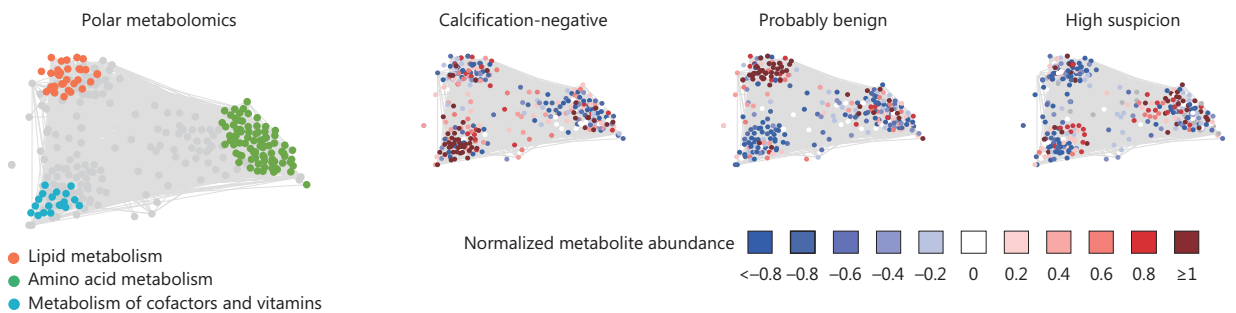 Polar metabolomics
Calcification-negative
Probably benign
High suspicion
Lipid metabolism
Amino acid metabolism
Metabolism of cofactors and vitamins
Normalized metabolite abundance
<–0.8 –0.8 –0.6 –0.4 –0.2 0 0.2 0.4 0.6 0.8 ≥1